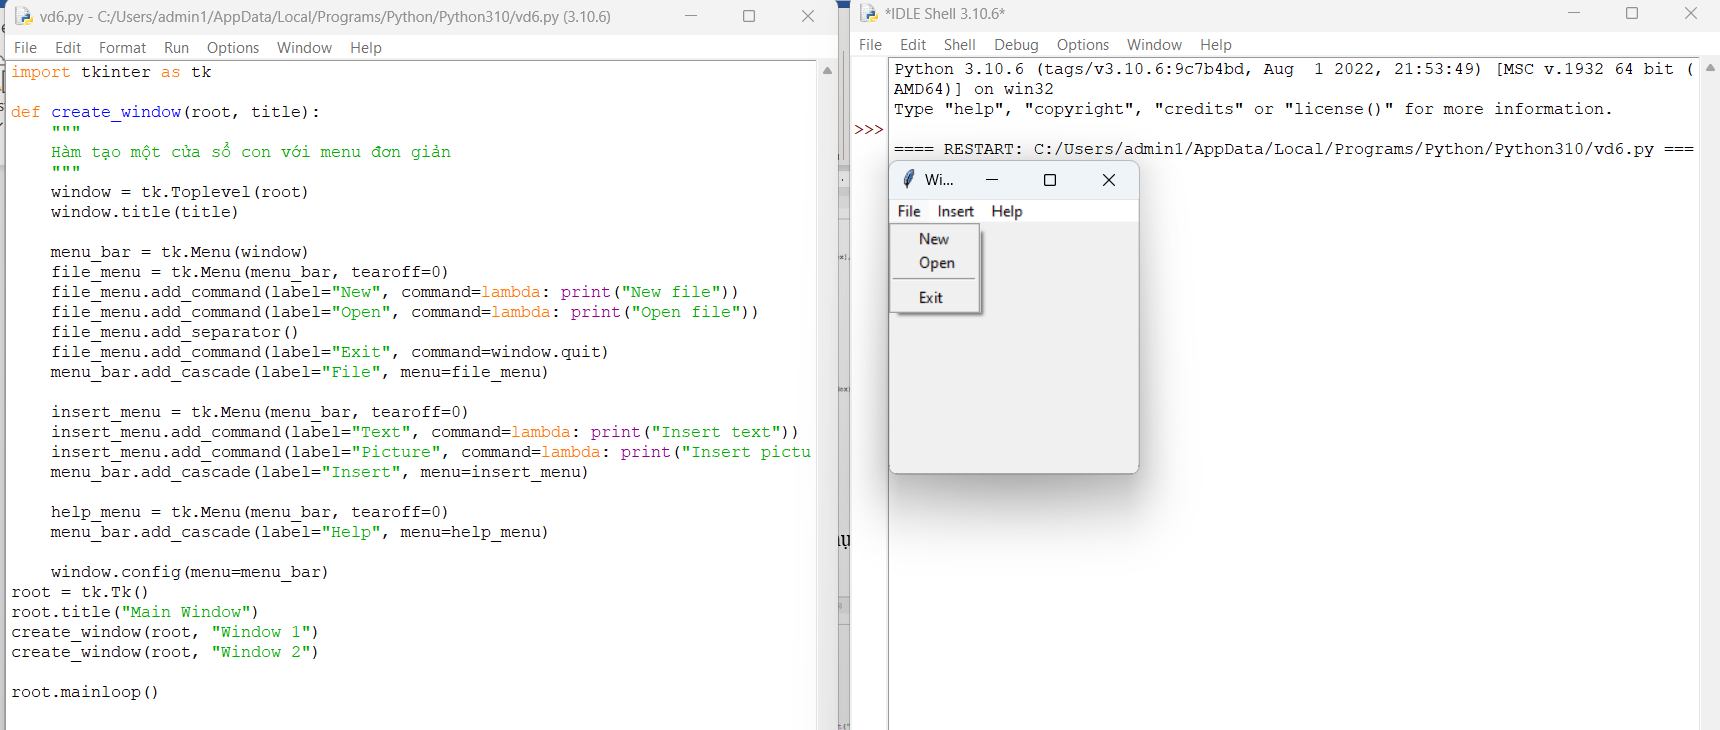 vd6.py - C:/Users/admin1/AppData/Local/Programs/Python/Python310/vd6.py (3.10.6)
File Edit Format Run Options Window Help
import tkinter as tk
def create_window(root, title):
"""
Hàm tạo một cửa sổ con với menu đơn giản
"""
window = tk.Toplevel(root)
window.title(title)
menu_bar = tk.Menu(window)
file_menu = tk.Menu(menu_bar, tearoff=0)
file_menu.add_command(label="New", command=lambda: print("New file"))
file_menu.add_command(label="Open", command=lambda: print("Open file"))
file_menu.add_separator()
file_menu.add_command(label="Exit", command=window.quit)
menu_bar.add_cascade(label="File", menu=file_menu)
insert_menu = tk.Menu(menu_bar, tearoff=0)
insert_menu.add_command(label="Text", command=lambda: print("Insert text"))
insert_menu.add_command(label="Picture", command=lambda: print("Insert pictu
menu_bar.add_cascade(label="Insert", menu=insert_menu)
help_menu = tk.Menu(menu_bar, tearoff=0)
menu_bar.add_cascade(label="Help", menu=help_menu)
window.config(menu=menu_bar)
root = tk.Tk()
root.title("Main Window")
create_window(root, "Window 1")
create_window(root, "Window 2")
root.mainloop()
*IDLE Shell 3.10.6*
File Edit Shell Debug Options Window Help
Python 3.10.6 (tags/v3.10.6:9c7b4bd, Aug  1 2022, 21:53:49) [MSC v.1932 64 bit (
AMD64)] on win32
Type "help", "copyright", "credits" or "license()" for more information.
>>>
==== RESTART: C:/Users/admin1/AppData/Local/Programs/Python/Python310/vd6.py ===
Wi...
File Insert Help
New
Open
Exit